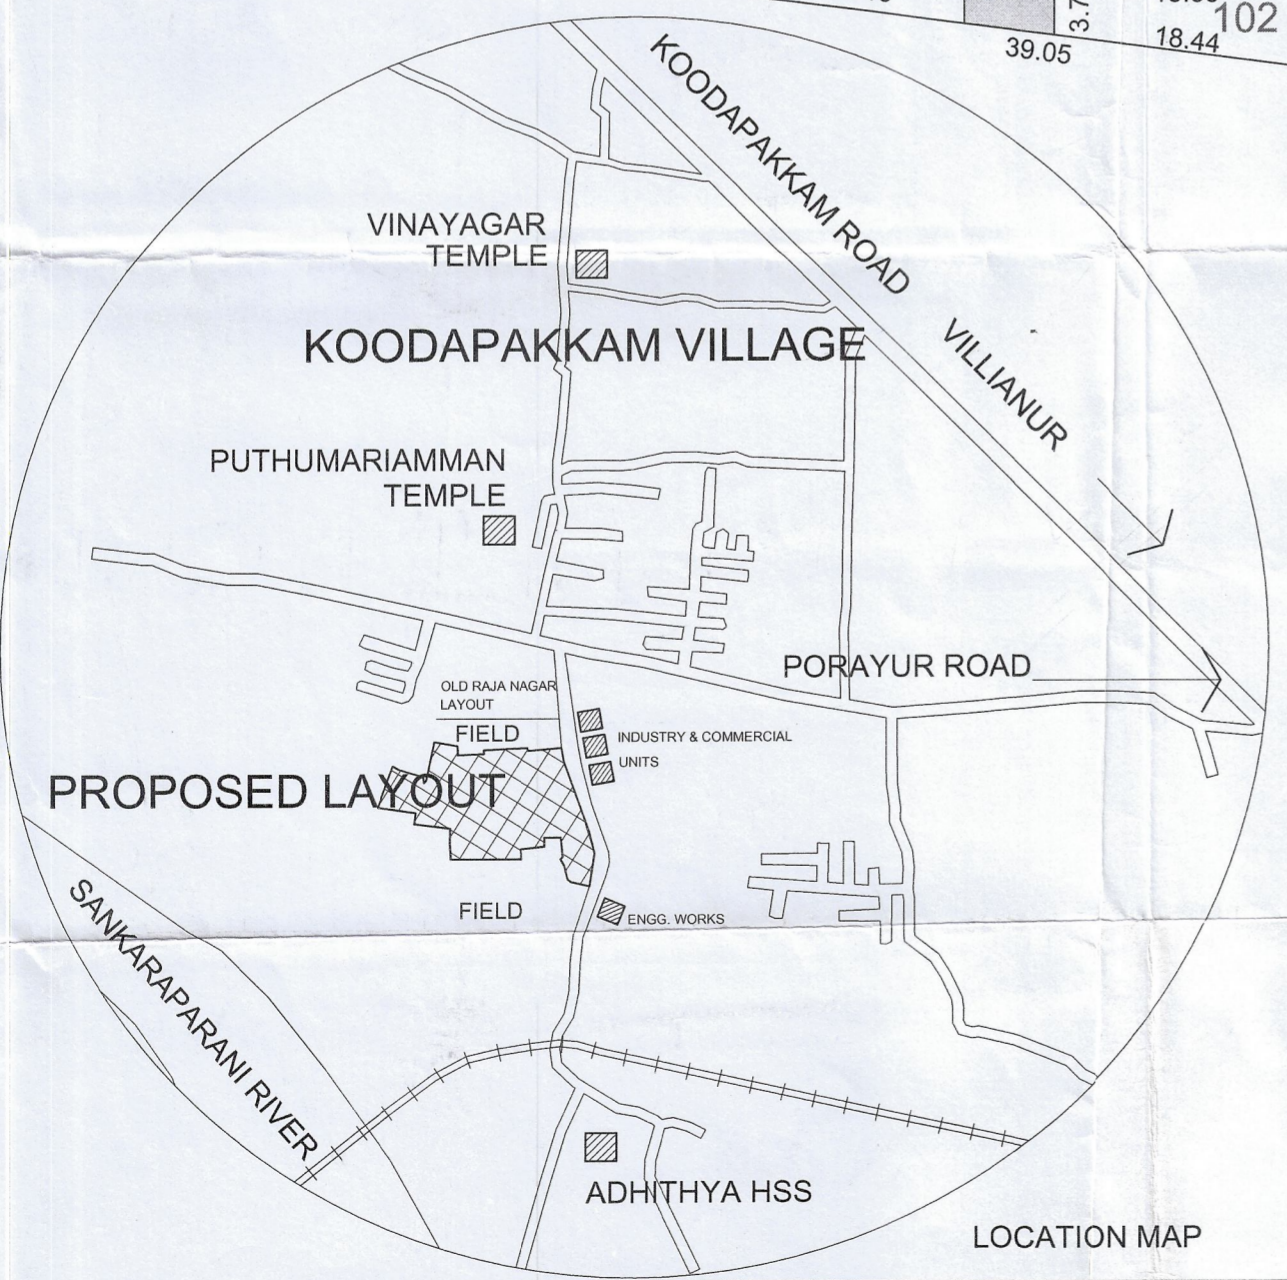 102
39.05
18.44
KOODAPAKKAM ROAD
VINAYAGAR
TEMPLE
KOODAPAKKAM VILLAGE
VILLIANUR
PUTHUMARIAMMAN
TEMPLE
PORAYUR ROAD
OLD RAJA NAGAR
LAYOUT
FIELD
INDUSTRY & COMMERCIAL
UNITS
PROPOSED LAYOUT
SANKARAPARANI RIVER
FIELD
ENGG. WORKS
ADHITHYA HSS
LOCATION MAP